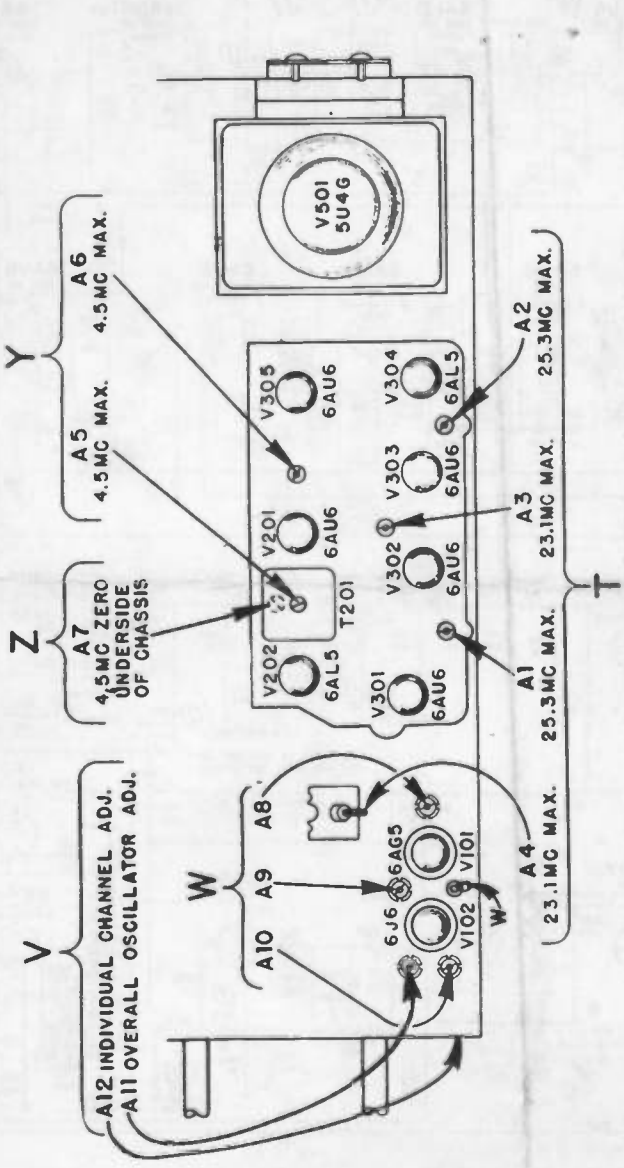 V
A12 INDIVIDUAL CHANNEL ADJ.
A11 OVERALL OSCILLATOR ADJ.
Z
A7
4.5MC ZERO
UNDERSIDE
OF CHASSIS
Y
A5
4.5MC MAX.
A6
4.5MC MAX.
W
A10
A9
A8
V202
6AL5
T201
V201
6AU6
V305
6AU6
V501
5U4G
6J6
V102
6AG5
V101
W
V301
6AU6
V302
6AU6
V303
6AU6
V304
6AL5
A4
23.1MC MAX.
A1
25.3MC MAX.
A3
23.1MC MAX.
A2
25.3MC MAX.
T